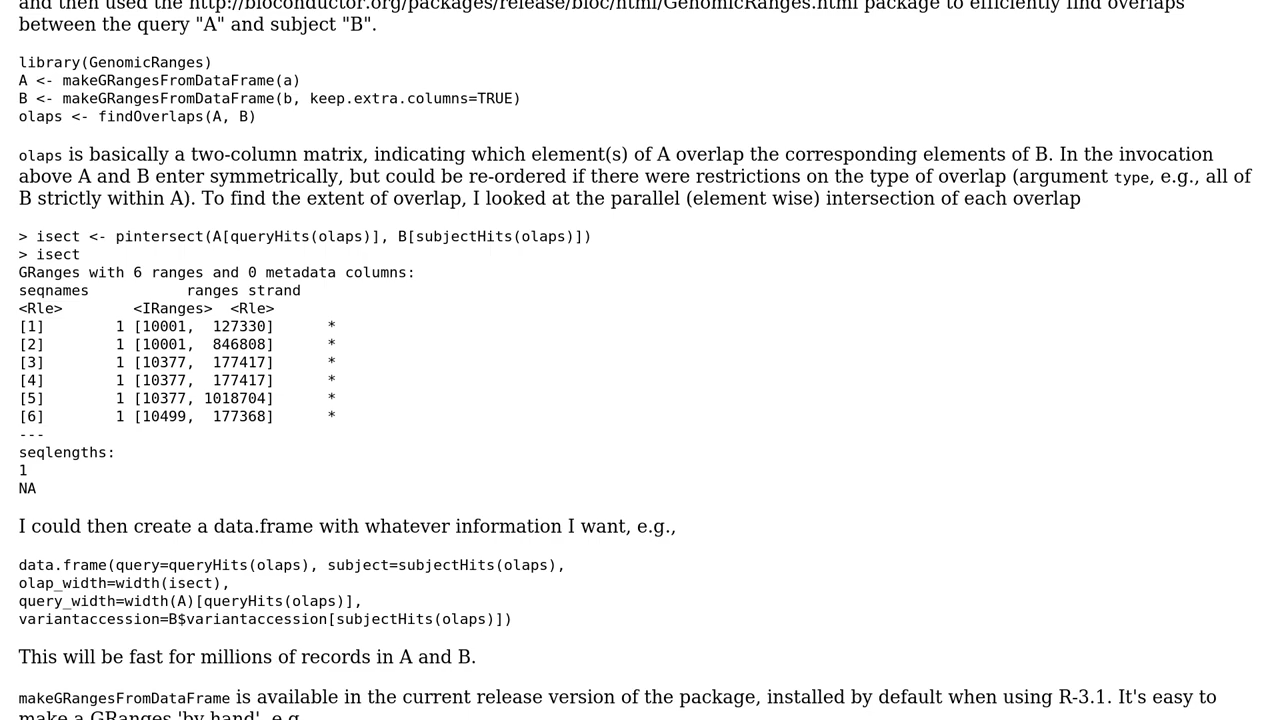 and then used the http://bioconductor.org/packages/release/bioc/html/GenomicRanges.html package to efficiently find overlaps
between the query "A" and subject "B".
library(GenomicRanges)
A <- makeGRangesFromDataFrame(a)
B <- makeGRangesFromDataFrame(b, keep.extra.columns=TRUE)
olaps <- findOverlaps(A, B)
olaps is basically a two-column matrix, indicating which element(s) of A overlap the corresponding elements of B. In the invocation
above A and B enter symmetrically, but could be re-ordered if there were restrictions on the type of overlap (argument type, e.g., all of
B strictly within A). To find the extent of overlap, I looked at the parallel (element wise) intersection of each overlap
> isect <- pintersect(A[queryHits(olaps)], B[subjectHits(olaps)])
> isect
GRanges with 6 ranges and 0 metadata columns:
seqnames           ranges strand
<Rle>        <IRanges>  <Rle>
[1]        1 [10001,  127330]      *
[2]        1 [10001,  846808]      *
[3]        1 [10377,  177417]      *
[4]        1 [10377,  177417]      *
[5]        1 [10377, 1018704]      *
[6]        1 [10499,  177368]      *
---
seqlengths:
1
NA
I could then create a data.frame with whatever information I want, e.g.,
data.frame(query=queryHits(olaps), subject=subjectHits(olaps),
olap_width=width(isect),
query_width=width(A)[queryHits(olaps)],
variantaccession=B$variantaccession[subjectHits(olaps)])
This will be fast for millions of records in A and B.
makeGRangesFromDataFrame is available in the current release version of the package, installed by default when using R-3.1. It's easy to
make a GRanges 'by hand', e.g.